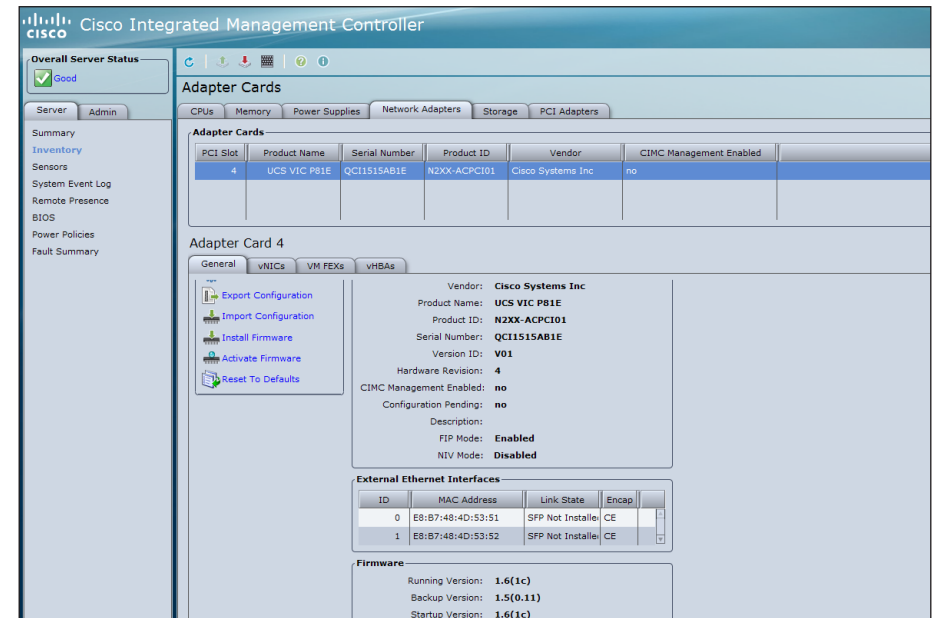 cisco Cisco Integrated Management Controller
Overall Server Status
Good
Server Admin
Summary
Inventory
Sensors
System Event Log
Remote Presence
BIOS
Power Policies
Fault Summary
Adapter Cards
CPUs Memory Power Supplies Network Adapters Storage PCI Adapters
Adapter Cards
PCI Slot Product Name Serial Number Product ID Vendor CIMC Management Enabled
4 UCS VIC P81E QCI1515AB1E N2XX-ACPCI01 Cisco Systems Inc no
Adapter Card 4
General vNICs VM FEXs vHBAs
Export Configuration
Import Configuration
Install Firmware
Activate Firmware
Reset To Defaults
Vendor: Cisco Systems Inc
Product Name: UCS VIC P81E
Product ID: N2XX-ACPCI01
Serial Number: QCI1515AB1E
Version ID: V01
Hardware Revision: 4
CIMC Management Enabled: no
Configuration Pending: no
Description:
FIP Mode: Enabled
NIV Mode: Disabled
External Ethernet Interfaces
ID MAC Address Link State Encap
0 E8:B7:48:4D:53:51 SFP Not Installe CE
1 E8:B7:48:4D:53:52 SFP Not Installe CE
Firmware
Running Version: 1.6(1c)
Backup Version: 1.5(0.11)
Startup Version: 1.6(1c)